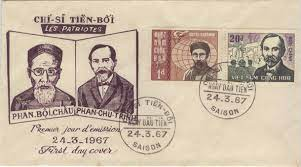 CHÍ-SĨ TIỀN-BỐI
LES PATRIOTES
PHAN.BỘI.CHÂU
PHAN-CHU-TRINH
Premier jour d'émission
24-3-1967
First day cover
1đ
20đ
VIỆT-NAM CỘNG-HÒA
TIỀN-BỐI
NGÀY ĐẦU TIÊN
24.3.67
SAIGON
NGÀY ĐẦU TIÊN
24.3.67
SAIGON